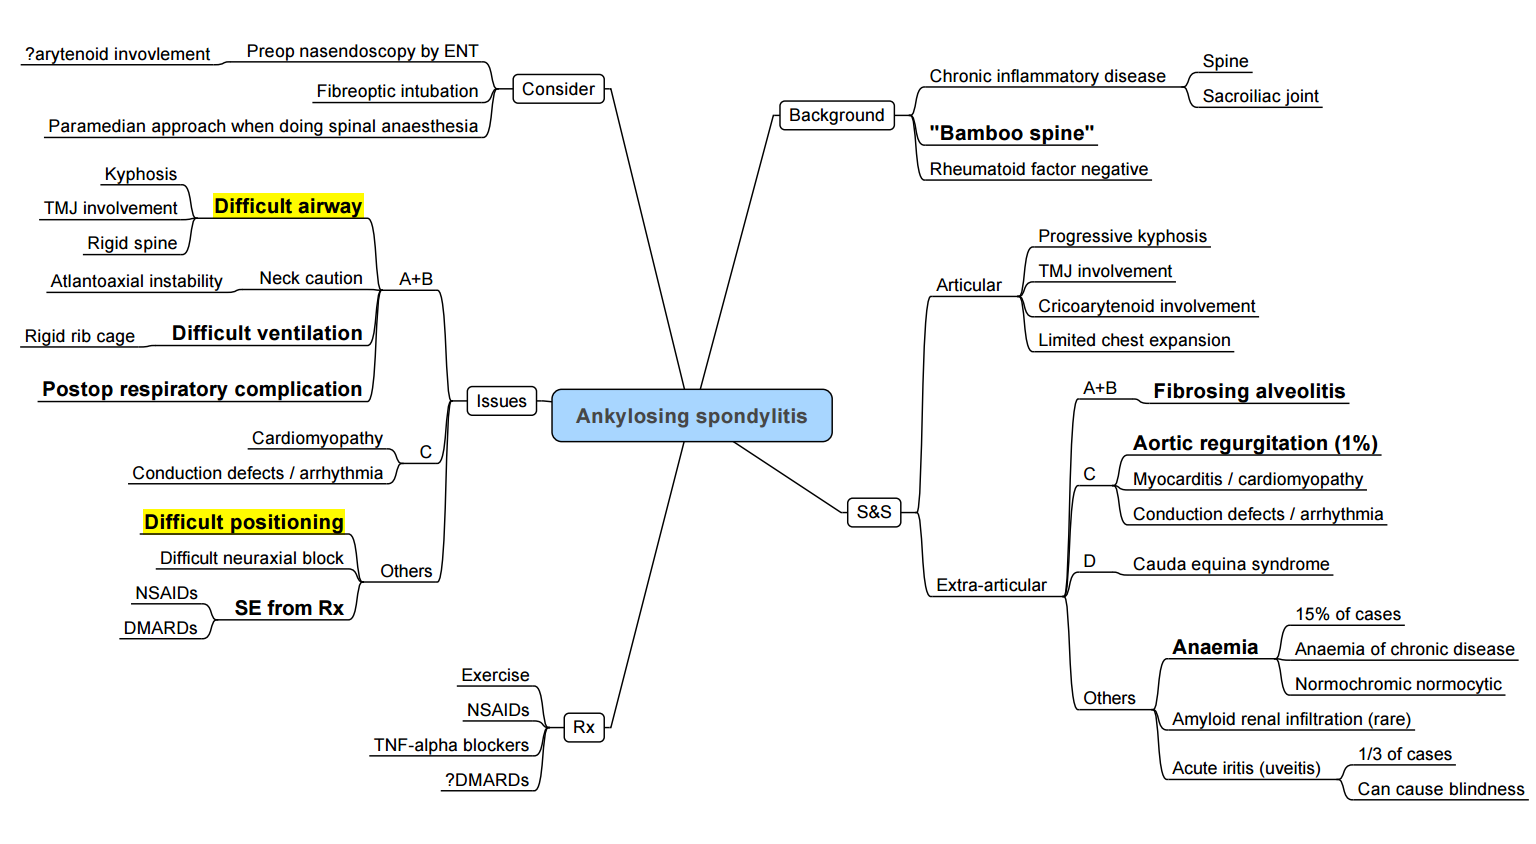 ?arytenoid invovlement
Preop nasendoscopy by ENT
Fibreoptic intubation
Paramedian approach when doing spinal anaesthesia
Consider
Kyphosis
TMJ involvement
Rigid spine
Difficult airway
Atlantoaxial instability
Neck caution
Rigid rib cage
Difficult ventilation
Postop respiratory complication
A+B
Cardiomyopathy
Conduction defects / arrhythmia
C
Difficult positioning
Difficult neuraxial block
NSAIDs
DMARDs
SE from Rx
Others
Issues
Exercise
NSAIDs
TNF-alpha blockers
?DMARDs
Rx
Ankylosing spondylitis
Background
Chronic inflammatory disease
Spine
Sacroiliac joint
"Bamboo spine"
Rheumatoid factor negative
S&S
Articular
Progressive kyphosis
TMJ involvement
Cricoarytenoid involvement
Limited chest expansion
Extra-articular
A+B
Fibrosing alveolitis
C
Aortic regurgitation (1%)
Myocarditis / cardiomyopathy
Conduction defects / arrhythmia
D
Cauda equina syndrome
Others
Anaemia
15% of cases
Anaemia of chronic disease
Normochromic normocytic
Amyloid renal infiltration (rare)
Acute iritis (uveitis)
1/3 of cases
Can cause blindness